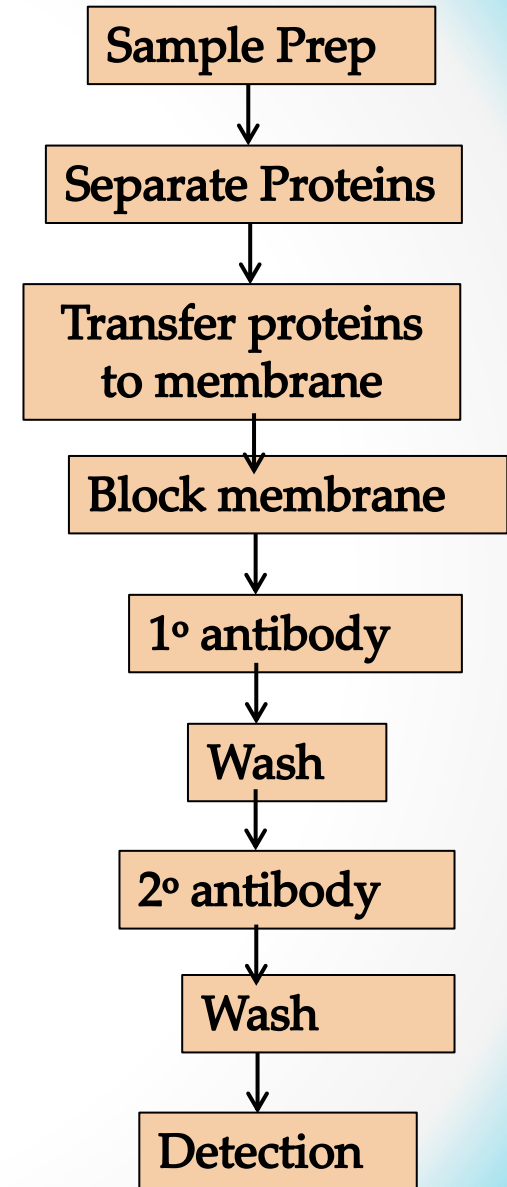 Sample Prep
Separate Proteins
Transfer proteins
to membrane
Block membrane
1º antibody
Wash
2º antibody
Wash
Detection